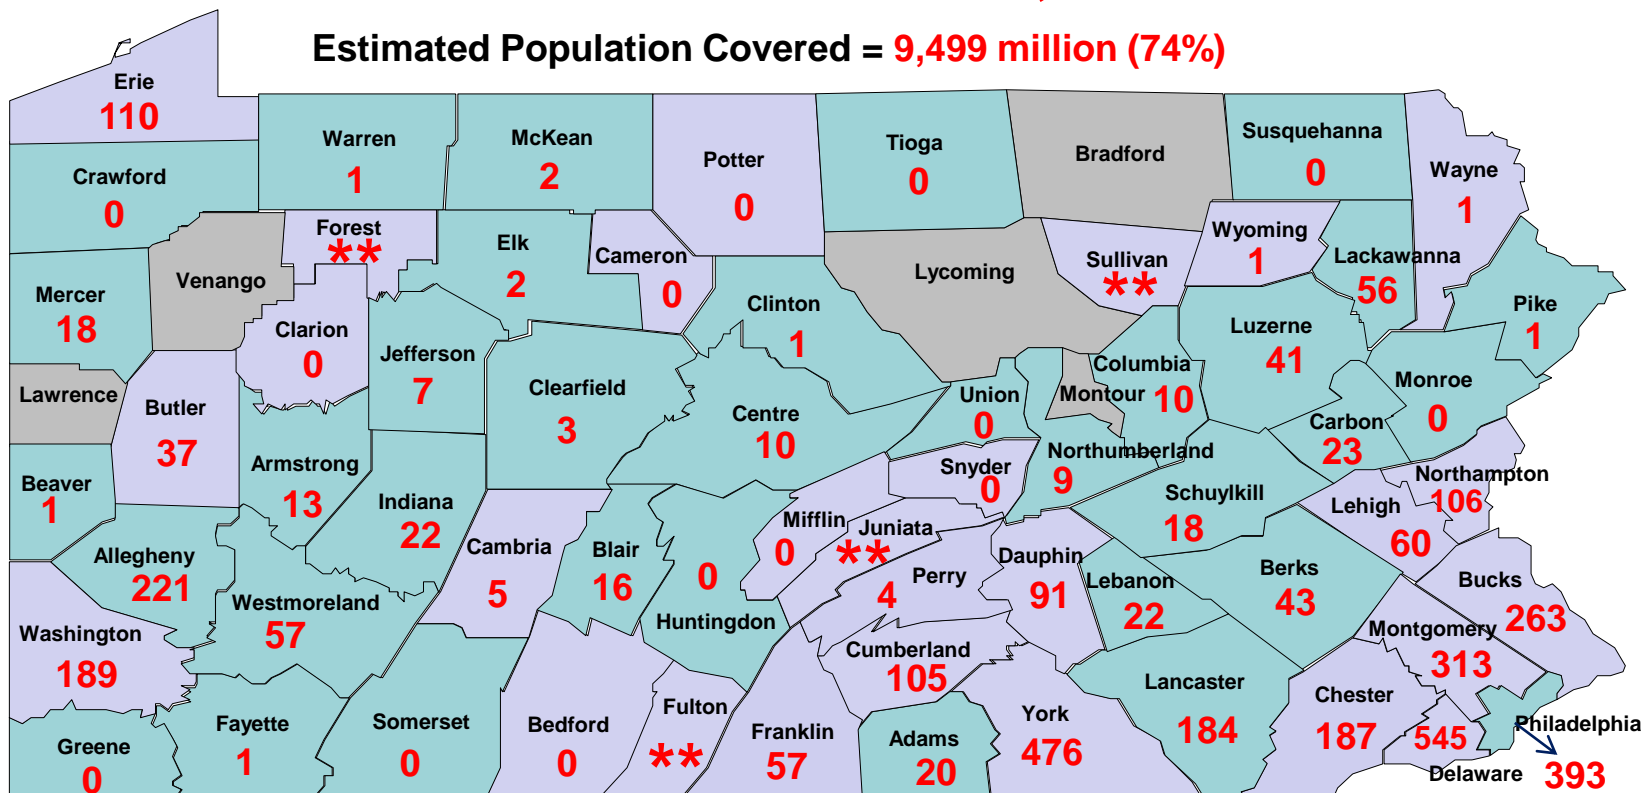 Estimated Population Covered = 9,499 million (74%)
Erie
110
Warren
1
McKean
2
Potter
0
Tioga
0
Bradford
Susquehanna
0
Wayne
1
Crawford
0
Forest
**
Elk
2
Cameron
0
Sullivan
**
Wyoming
1
Lackawanna
56
Venango
Lycoming
Mercer
18
Clinton
1
Pike
1
Clarion
0
Luzerne
41
Jefferson
7
Columbia
10
Montour
Monroe
0
Lawrence
Butler
37
Clearfield
3
Centre
10
Union
0
Carbon
23
Armstrong
13
Northumberland
9
Snyder
0
Northampton
106
Beaver
1
Indiana
22
Schuylkill
18
Lehigh
60
Mifflin
0
Juniata
**
Cambria
5
Blair
16
0
Huntingdon
Dauphin
91
Allegheny
221
Perry
4
Lebanon
22
Berks
43
Bucks
263
Westmoreland
57
Washington
189
Montgomery
313
Cumberland
105
Lancaster
184
Chester
187
Fulton
**
York
476
Fayette
1
Somerset
0
Bedford
0
Franklin
57
Adams
20
Philadelphia
393
545
Delaware
Greene
0